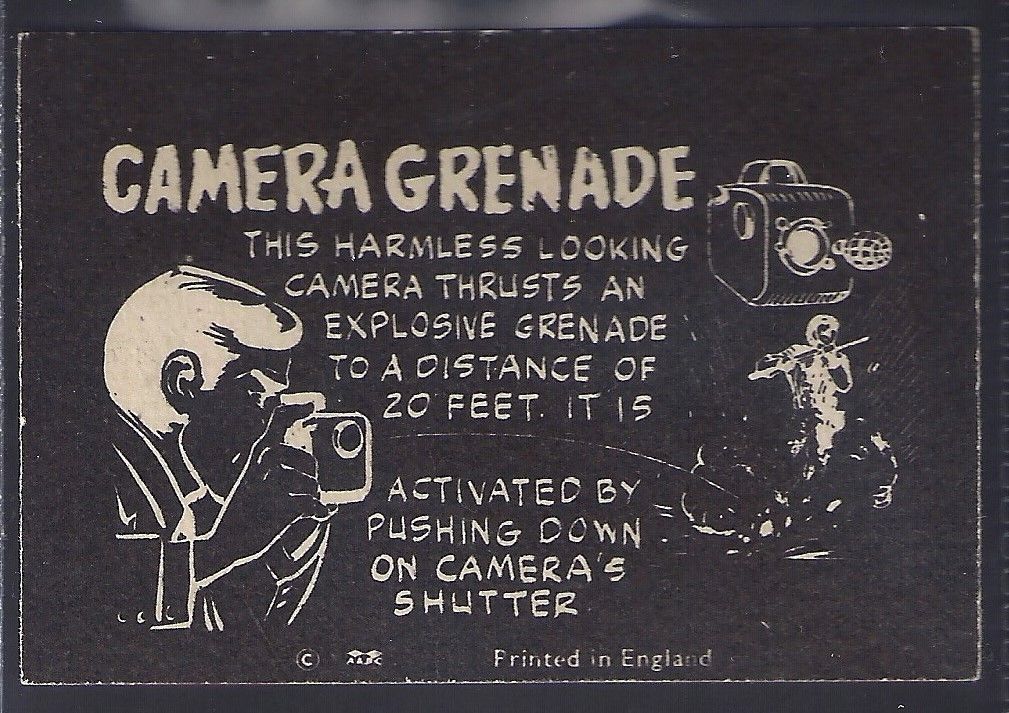 CAMERA GRENADE
THIS HARMLESS LOOKING
CAMERA THRUSTS AN
EXPLOSIVE GRENADE
TO A DISTANCE OF
20 FEET. IT IS
ACTIVATED BY
PUSHING DOWN
ON CAMERA'S
SHUTTER
© A&BC Printed in England